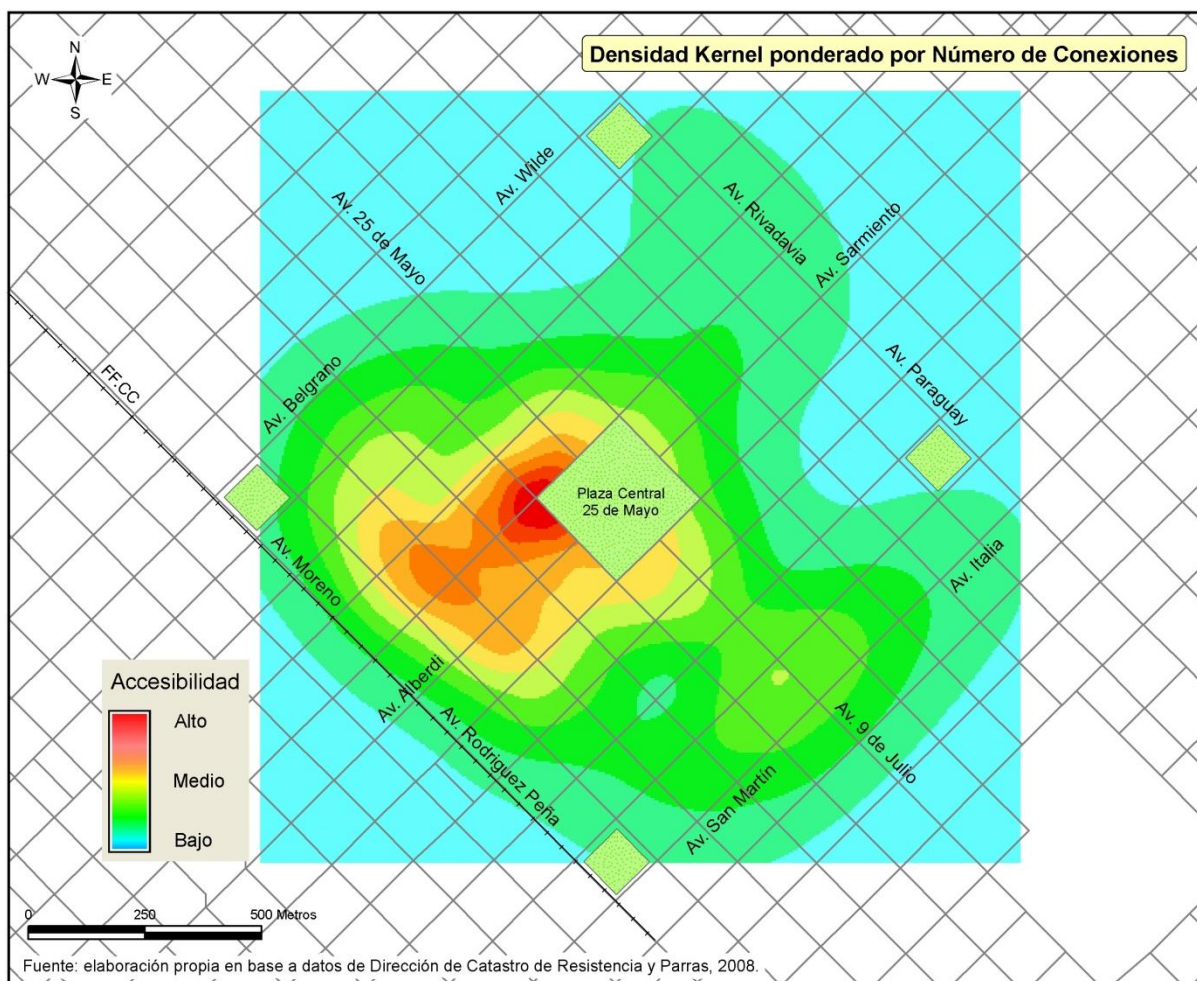 Densidad Kernel ponderado por Número de Conexiones
N
W
E
S
Av. Wilde
Av. 25 de Mayo
Av. Rivadavia
Av. Sarmiento
FF.CC
Av. Belgrano
Av. Paraguay
Plaza Central
25 de Mayo
Av. Moreno
Av. Italia
Av. Alberdi
Av. Rodriguez Peña
Av. 9 de Julio
Av. San Martín
Accesibilidad
Alto
Medio
Bajo
0 250 500 Metros
Fuente: elaboración propia en base a datos de Dirección de Catastro de Resistencia y Parras, 2008.